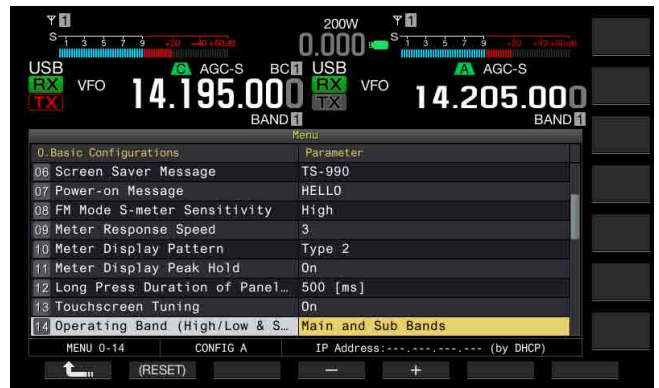 1 200W 1
S 1 3 5 7 9 +20 +40 +60dB 0.000 S 1 3 5 7 9 +20 +40 +60dB
USB C AGC-S BC1 USB A AGC-S
RX VFO 14.195.000 RX VFO 14.205.000
TX TX
BAND1 BAND1
Menu
0.Basic Configurations Parameter
06 Screen Saver Message TS-990
07 Power-on Message HELLO
08 FM Mode S-meter Sensitivity High
09 Meter Response Speed 3
10 Meter Display Pattern Type 2
11 Meter Display Peak Hold On
12 Long Press Duration of Panel… 500 [ms]
13 Touchscreen Tuning On
14 Operating Band (High/Low & S… Main and Sub Bands
MENU 0-14 CONFIG A IP Address:---.---.---.--- (by DHCP)
(RESET) − +